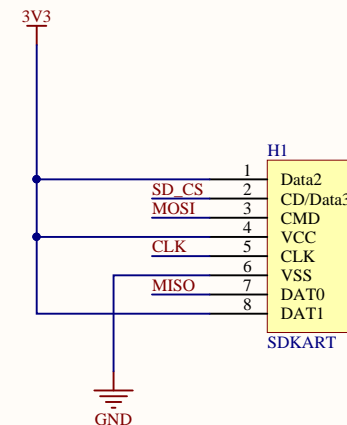 3V3
H1
1 Data2
SD_CS 2 CD/Data3
MOSI 3 CMD
4 VCC
CLK 5 CLK
6 VSS
MISO 7 DAT0
8 DAT1
SDKART
GND